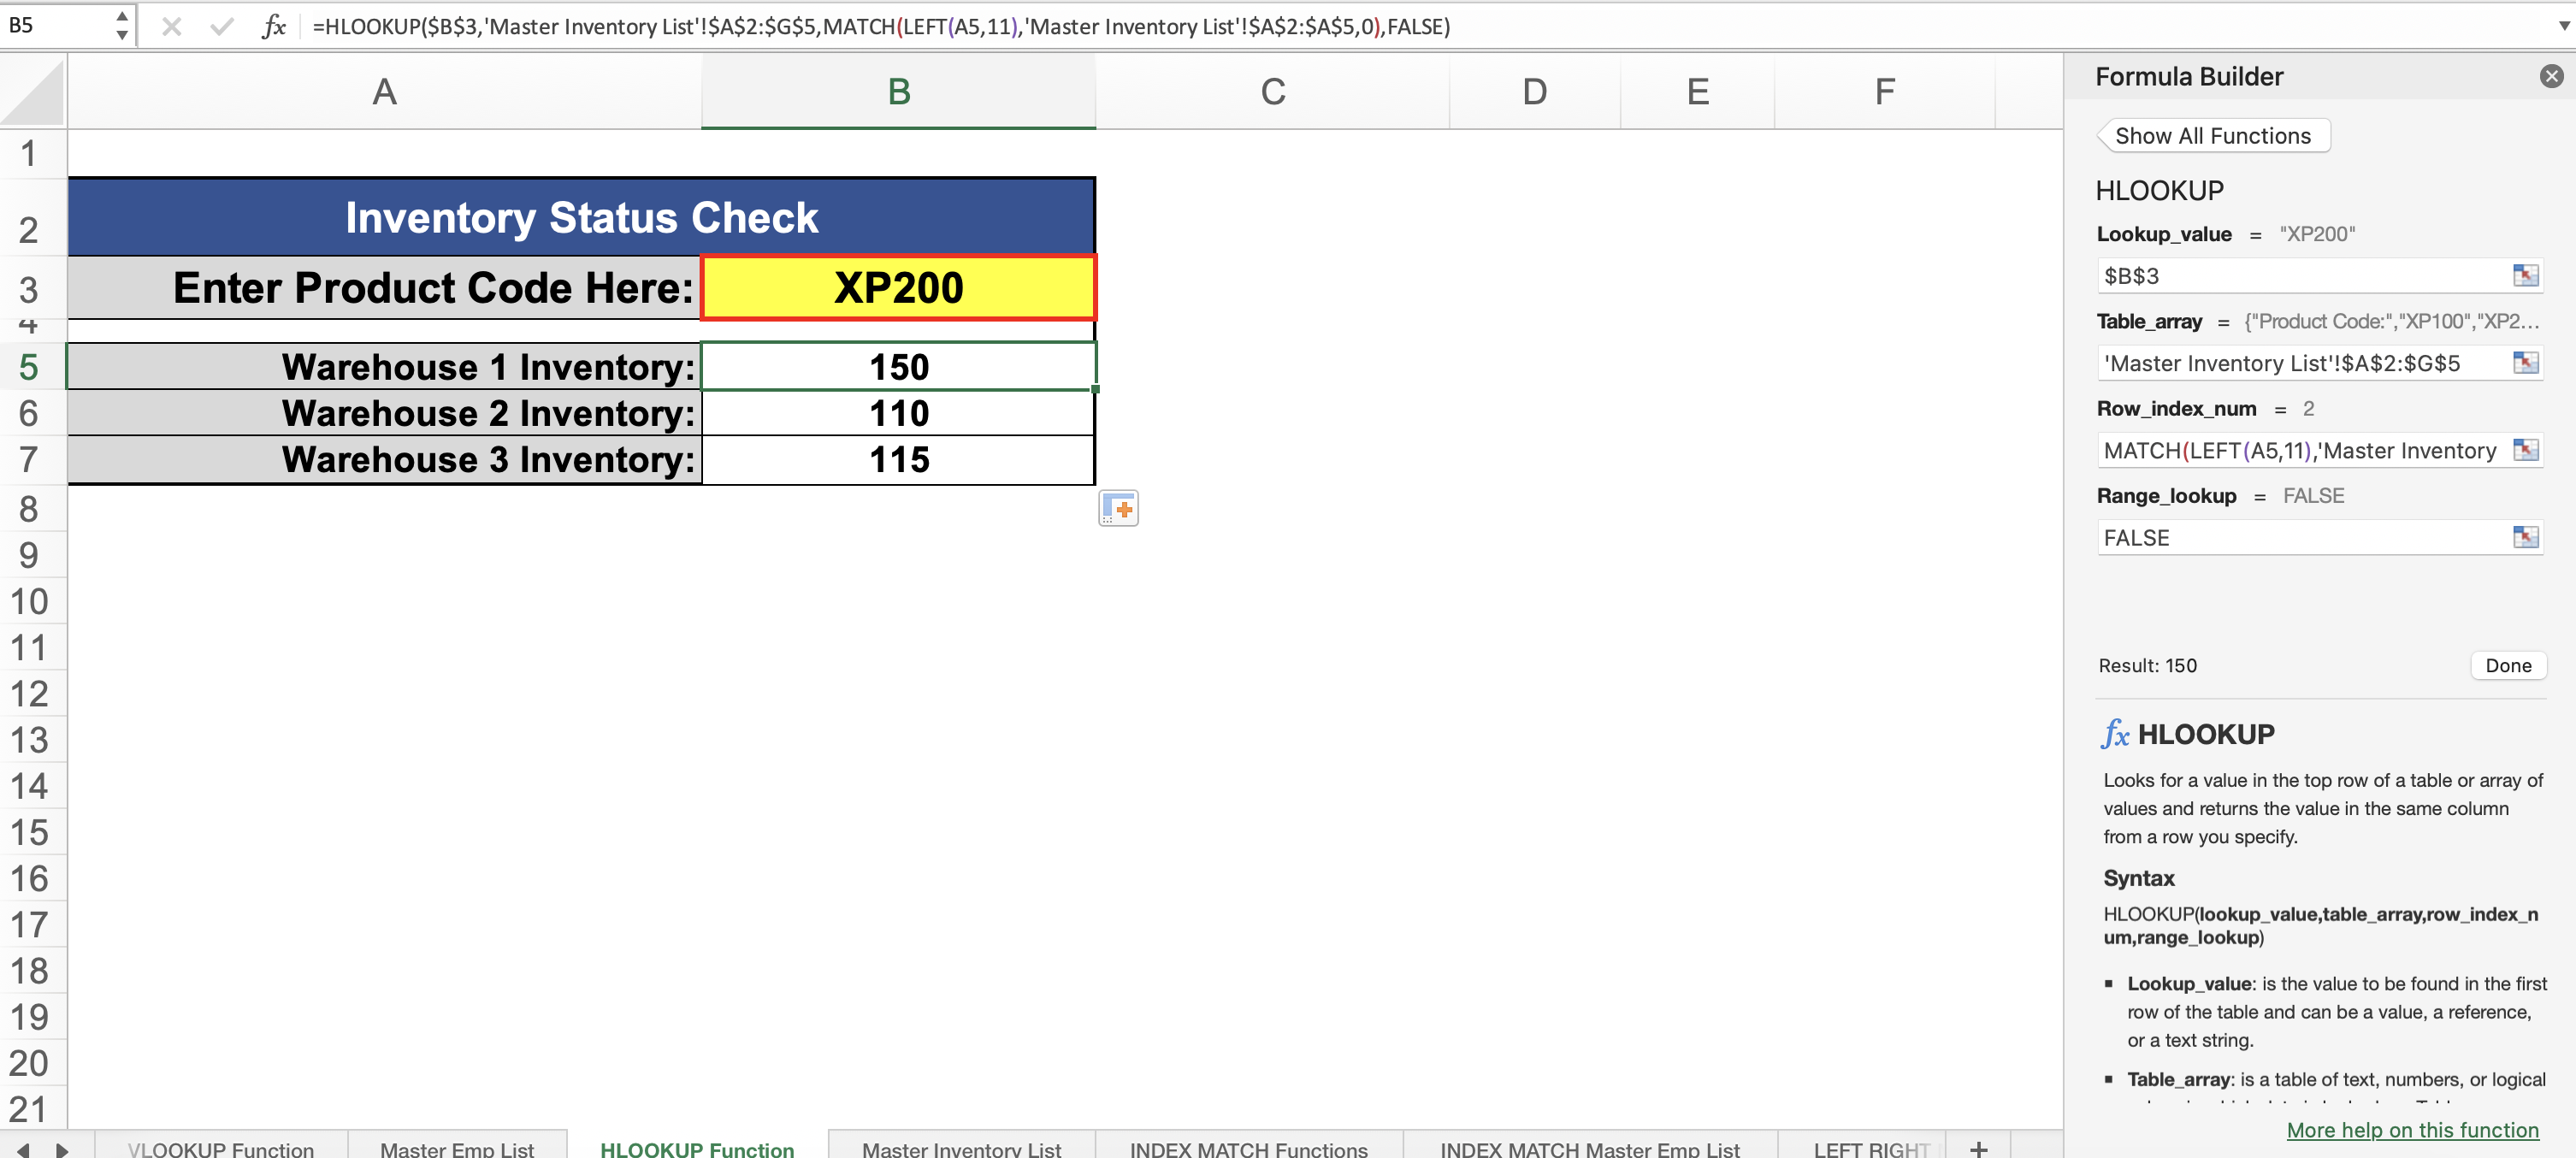 B5
fx
=HLOOKUP($B$3,'Master Inventory List'!$A$2:$G$5,MATCH(LEFT(A5,11),'Master Inventory List'!$A$2:$A$5,0),FALSE)
A B C D E F
1
2 Inventory Status Check
3 Enter Product Code Here: XP200
4
5 Warehouse 1 Inventory: 150
6 Warehouse 2 Inventory: 110
7 Warehouse 3 Inventory: 115
8
9
10
11
12
13
14
15
16
17
18
19
20
21
VLOOKUP Function
Master Emp List
HLOOKUP Function
Master Inventory List
INDEX MATCH Functions
INDEX MATCH Master Emp List
LEFT RIGHT
+
Formula Builder
Show All Functions
HLOOKUP
Lookup_value = "XP200"
$B$3
Table_array = {"Product Code:","XP100","XP2...
'Master Inventory List'!$A$2:$G$5
Row_index_num = 2
MATCH(LEFT(A5,11),'Master Inventory
Range_lookup = FALSE
FALSE
Result: 150
Done
fx HLOOKUP
Looks for a value in the top row of a table or array of
values and returns the value in the same column
from a row you specify.
Syntax
HLOOKUP(lookup_value,table_array,row_index_n
um,range_lookup)
▪ Lookup_value: is the value to be found in the first
row of the table and can be a value, a reference,
or a text string.
▪ Table_array: is a table of text, numbers, or logical
More help on this function